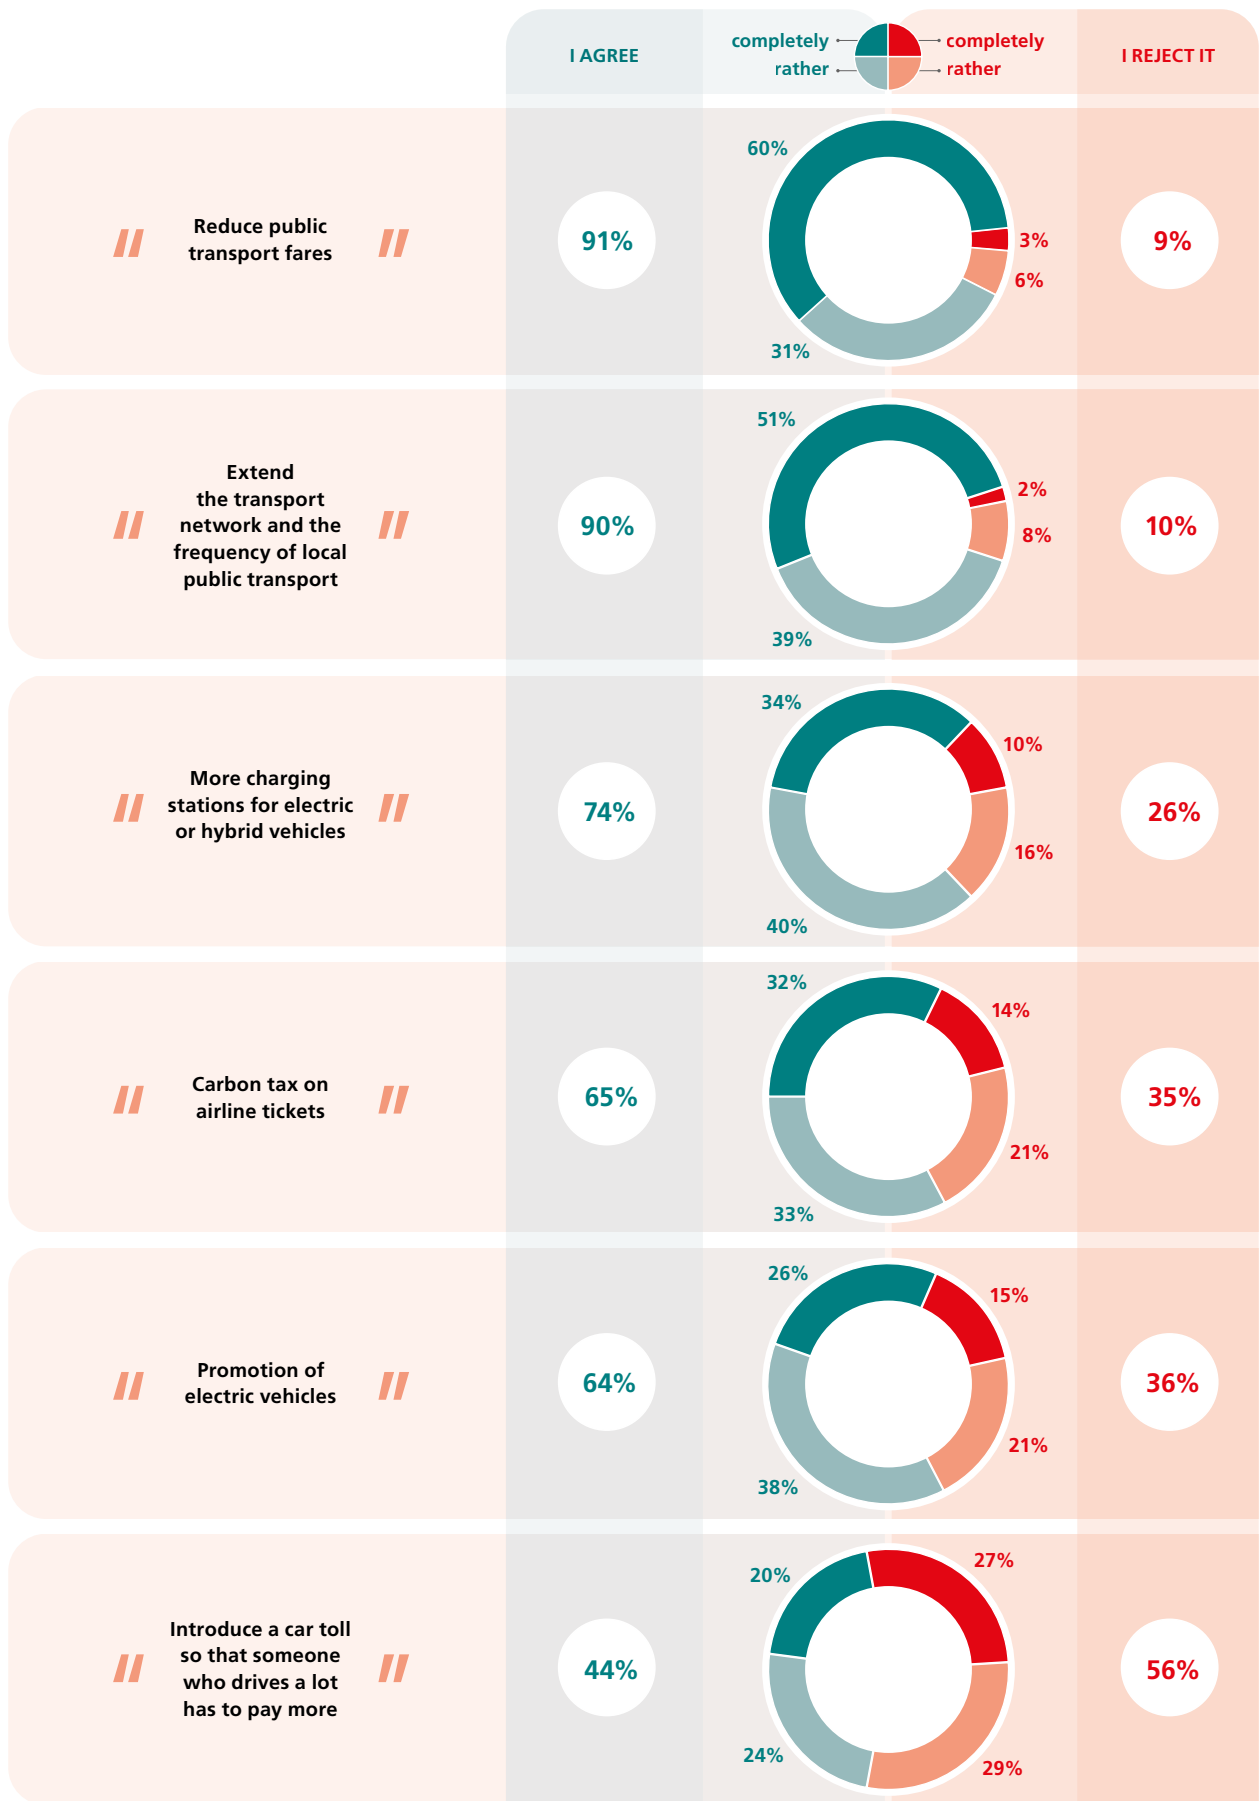 I AGREE
completely
rather
completely
rather
I REJECT IT
Reduce public
transport fares
91%
60%
31%
3%
6%
9%
Extend
the transport
network and the
frequency of local
public transport
90%
51%
39%
2%
8%
10%
More charging
stations for electric
or hybrid vehicles
74%
34%
40%
10%
16%
26%
Carbon tax on
airline tickets
65%
32%
33%
14%
21%
35%
Promotion of
electric vehicles
64%
26%
38%
15%
21%
36%
Introduce a car toll
so that someone
who drives a lot
has to pay more
44%
20%
24%
27%
29%
56%